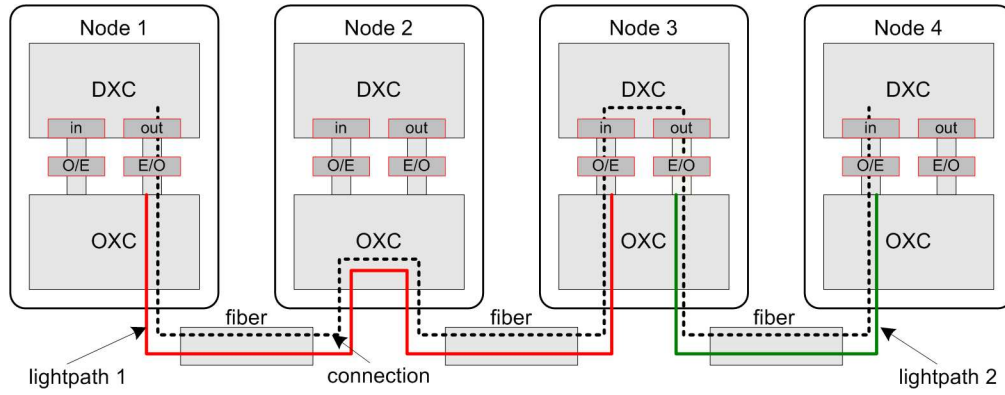 Node 1 Node 2 Node 3 Node 4
DXC DXC DXC DXC
in out in out in out in out
O/E E/O O/E E/O O/E E/O O/E E/O
OXC OXC OXC OXC
fiber fiber fiber
lightpath 1 connection lightpath 2